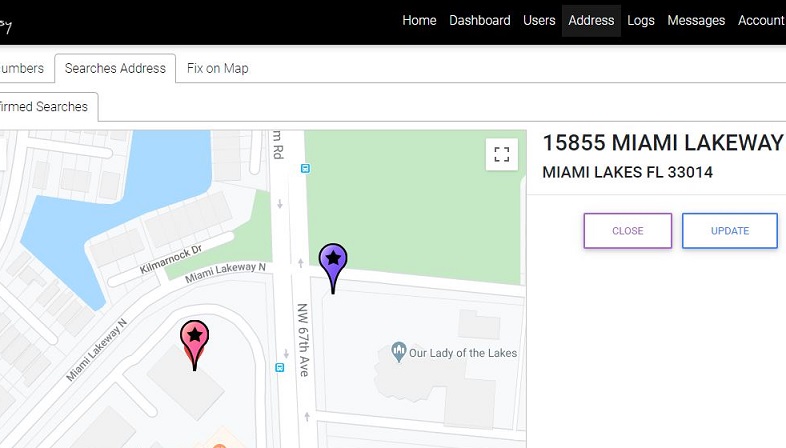 Home Dashboard Users Address Logs Messages Account
umbers Searches Address Fix on Map
firmed Searches
m Rd
15855 MIAMI LAKEWAY
MIAMI LAKES FL 33014
CLOSE UPDATE
Kilmarnock Dr
Miami Lakeway N
Miami Lakeway N
NW 67th Ave
Our Lady of the Lakes